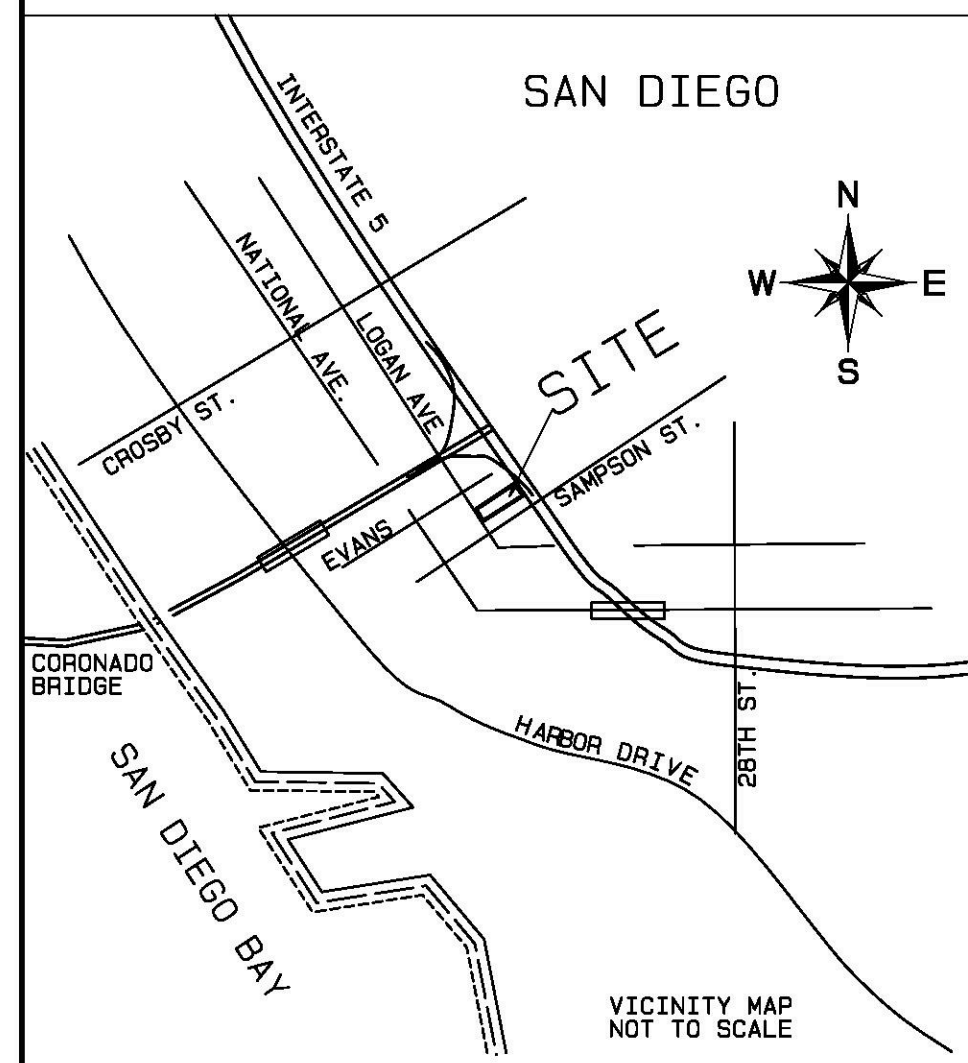 SAN DIEGO
INTERSTATE 5
N
W
E
S
NATIONAL AVE.
LOGAN AVE
SITE
CROSBY ST.
SAMPSON ST.
EVANS
CORONADO
BRIDGE
28TH ST.
HARBOR DRIVE
SAN DIEGO BAY
VICINITY MAP
NOT TO SCALE